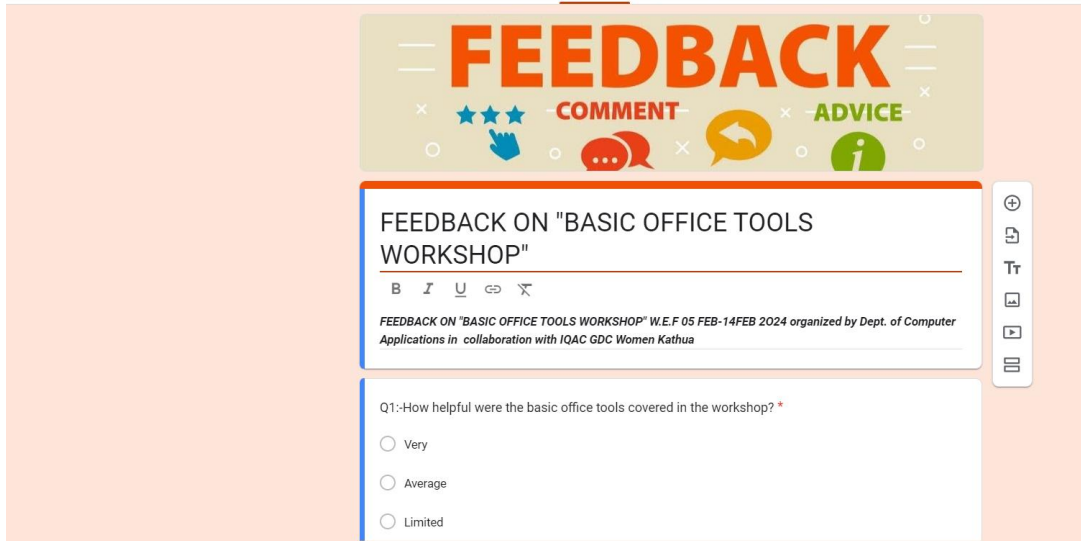 FEEDBACK
COMMENT
ADVICE
i
FEEDBACK ON "BASIC OFFICE TOOLS
WORKSHOP"
B I U
FEEDBACK ON "BASIC OFFICE TOOLS WORKSHOP" W.E.F 05 FEB-14FEB 2024 organized by Dept. of Computer
Applications in collaboration with IQAC GDC Women Kathua
Tт
Q1:-How helpful were the basic office tools covered in the workshop? *
Very
Average
Limited